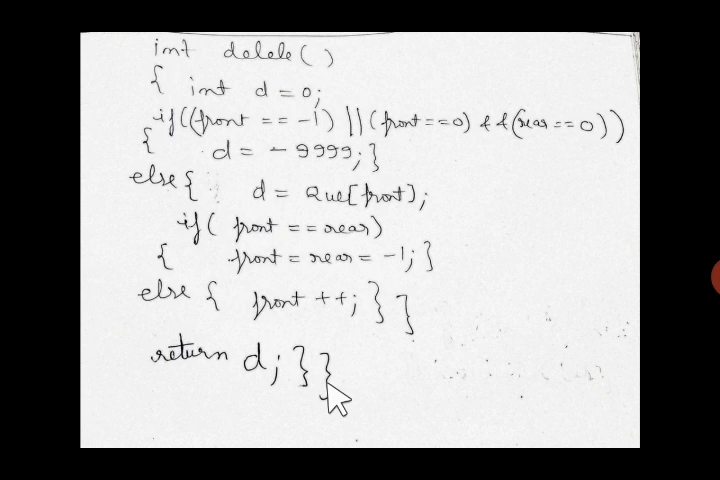 int delele()
{ int d = 0;
if((front == -1) || (front==0) && (rear==0))
{ d = -9999;}
else{ d = Que[front);
if( front == rear)
{ front = rear = -1;}
else { front ++; } }
return d; } }